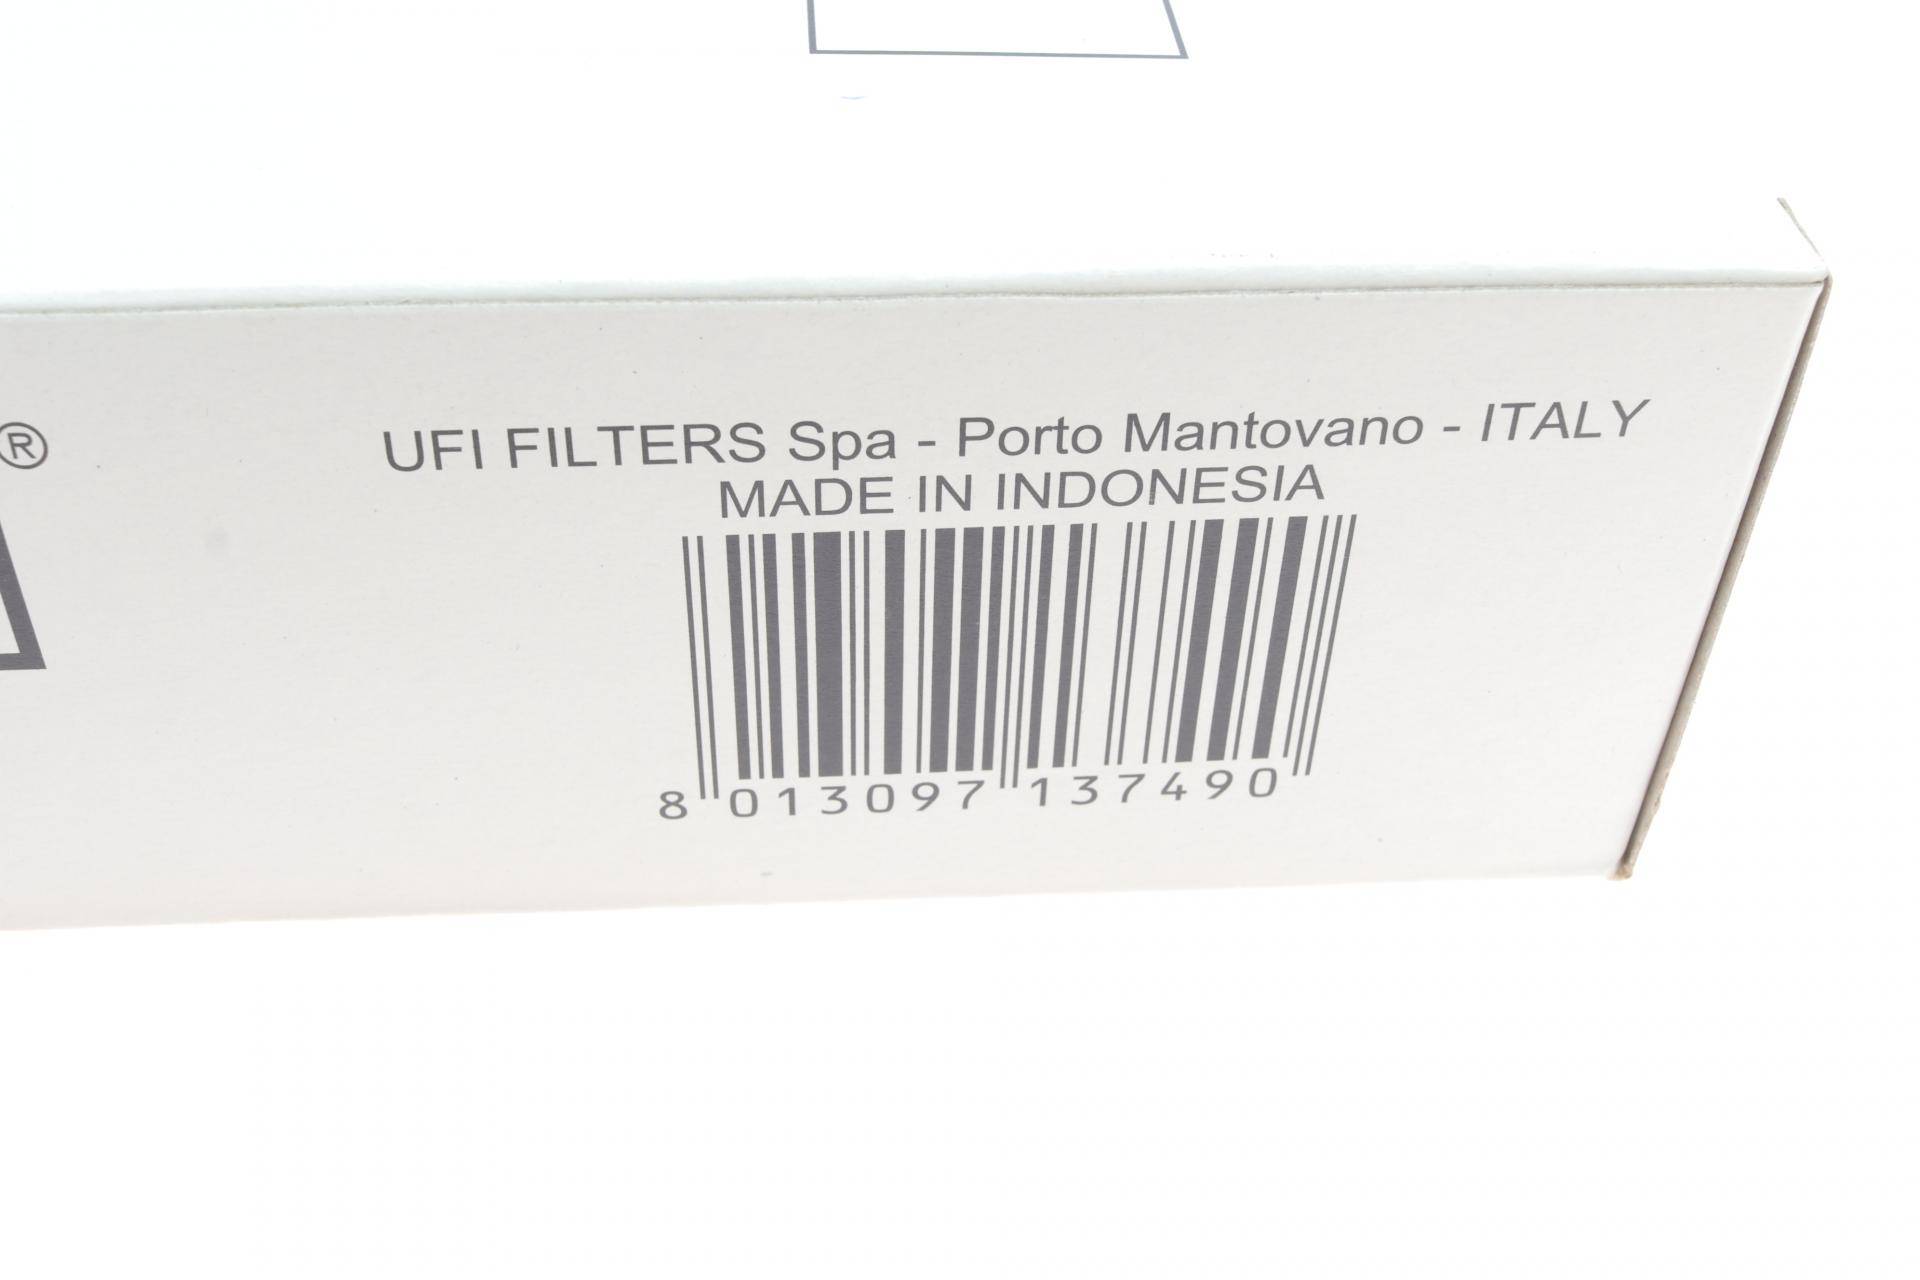 ®
UFI FILTERS Spa - Porto Mantovano - ITALY
MADE IN INDONESIA
8 013097 137490